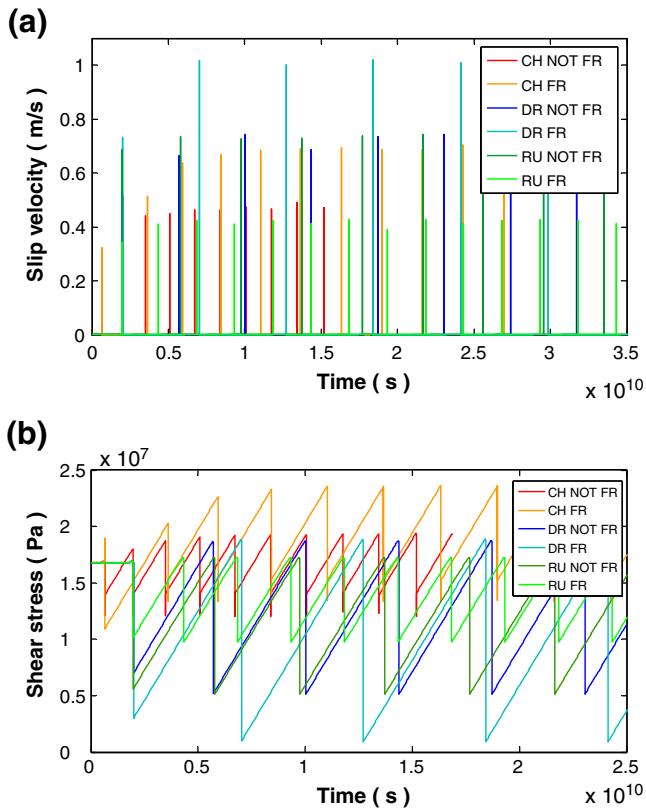 (a)
Slip velocity ( m/s )
1.2
1
0.8
0.6
0.4
0.2
0
CH NOT FR
CH FR
DR NOT FR
DR FR
RU NOT FR
RU FR
0 0.5 1 1.5 2 2.5 3 3.5
Time ( s )
x 10^10
(b)
x 10^7
Shear stress ( Pa )
2.5
2
1.5
1
0.5
0
CH NOT FR
CH FR
DR NOT FR
DR FR
RU NOT FR
RU FR
0 0.5 1 1.5 2 2.5
Time ( s )
x 10^10